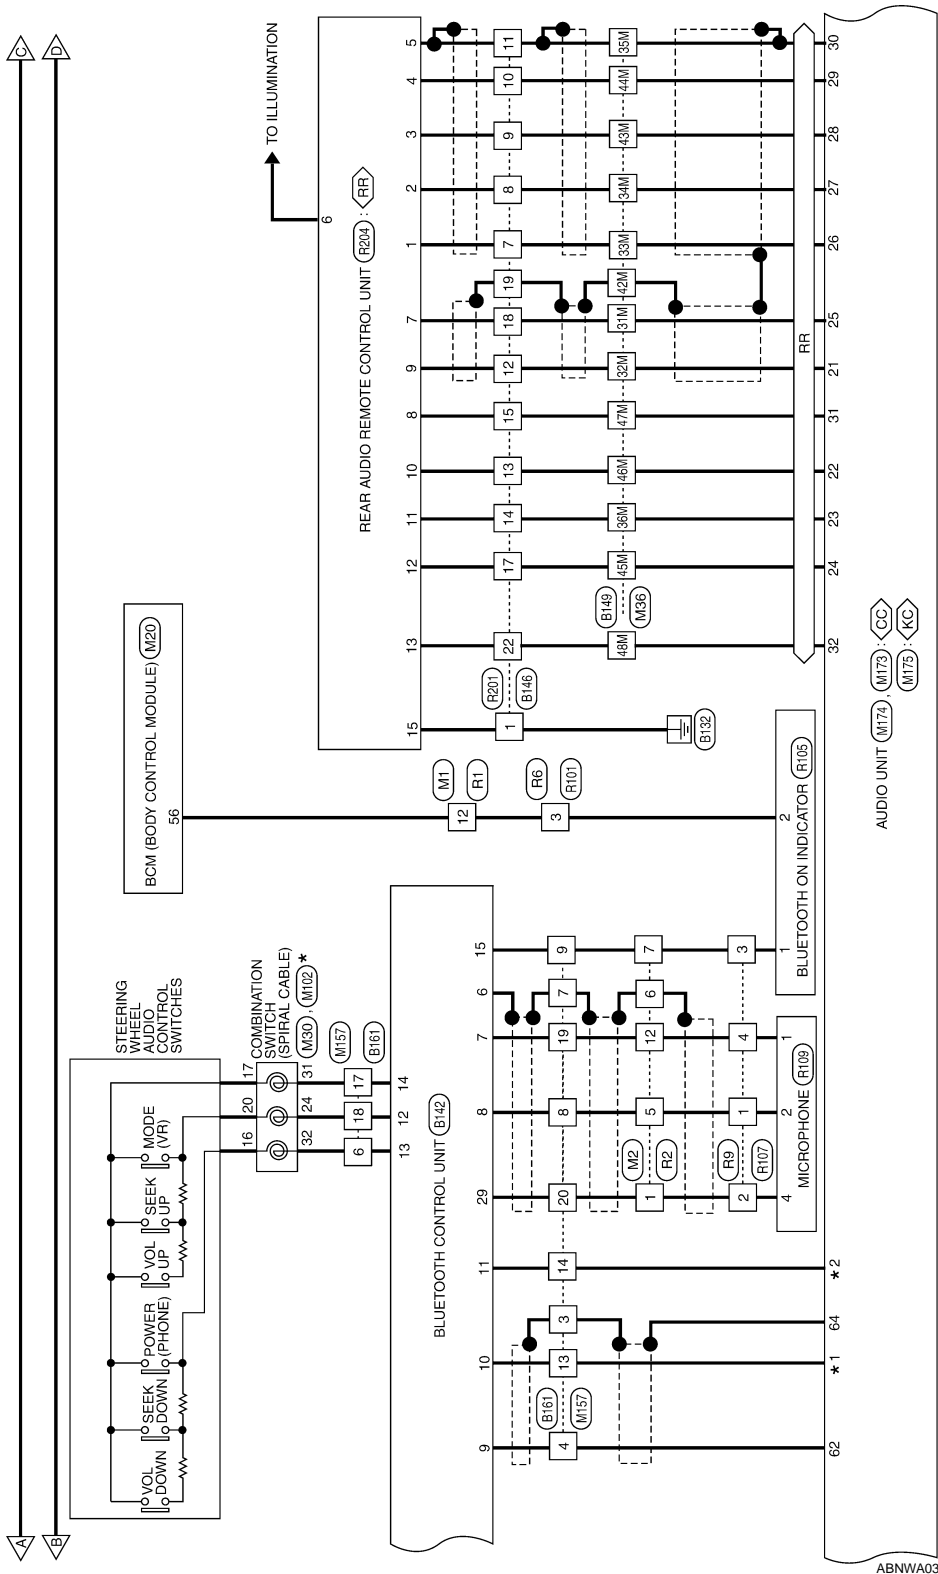 A
B
C
D
STEERING
WHEEL
AUDIO
CONTROL
SWITCHES
VOL
DOWN
SEEK
DOWN
POWER
(PHONE)
VOL
UP
SEEK
UP
MODE
(VR)
16 20 17
COMBINATION
SWITCH
(SPIRAL CABLE)
M30 , M102 *
32 24 31
6 18 17
M157
B161
13 12 14
BLUETOOTH CONTROL UNIT B142
9 10 11 29 8 7 6 15
4 13 3 14 20 8 19 7 9
B161
M157
1 5 12 6 7
M2
R2
2 1 4 3
R9
R107
4 2 1
MICROPHONE R109
1 2
BLUETOOTH ON INDICATOR R105
BCM (BODY CONTROL MODULE) M20
56
12
M1
R1
3
R6
R101
TO ILLUMINATION
6
REAR AUDIO REMOTE CONTROL UNIT R204 : RR
15 13 12 11 10 8 9 7 1 2 3 4 5
1 22 17 14 13 15 12 18 19 7 8 9 10 11
R201
B146
B132
48M 45M 36M 46M 47M 32M 31M 42M 33M 34M 43M 44M 35M
B149
M36
RR
62 *1 64 *2 32 24 23 22 31 21 25 26 27 28 29 30
AUDIO UNIT M174 , M173 : CC
M175 : KC
ABNWA03